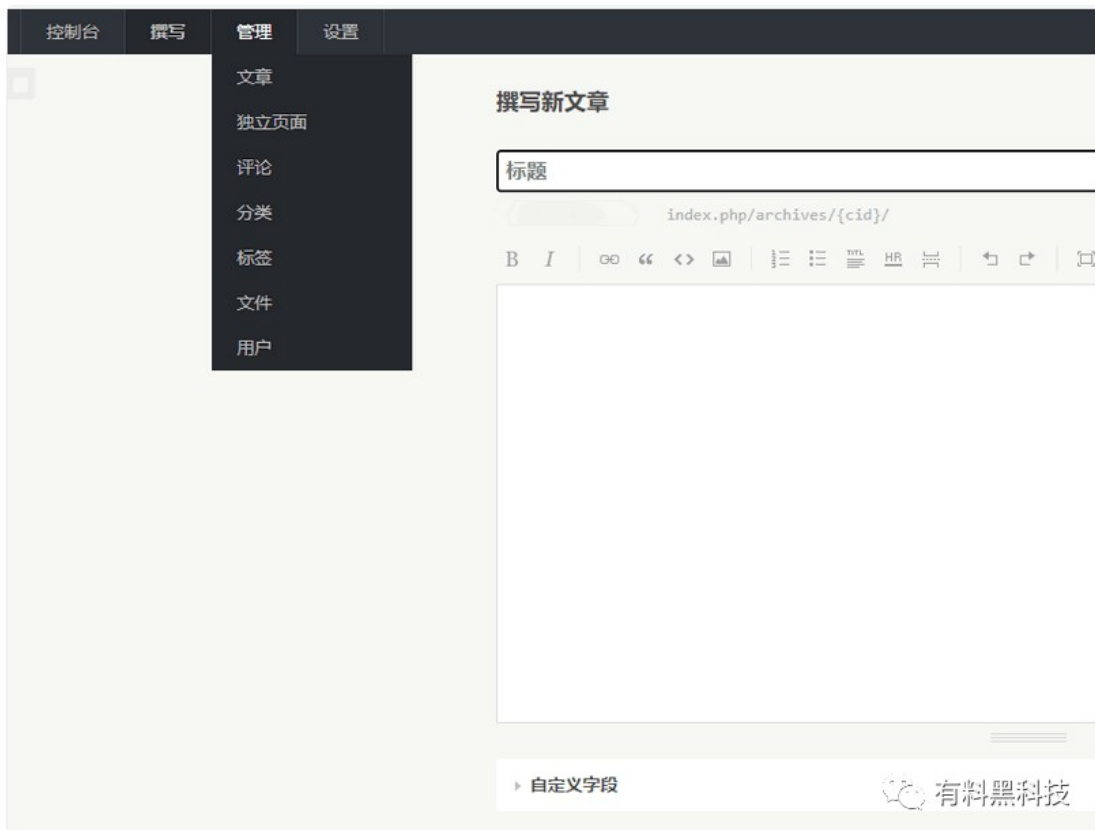 控制台 撰写 管理 设置
文章
独立页面
评论
分类
标签
文件
用户
撰写新文章
标题
index.php/archives/{cid}/
B I HR
自定义字段
有料黑科技